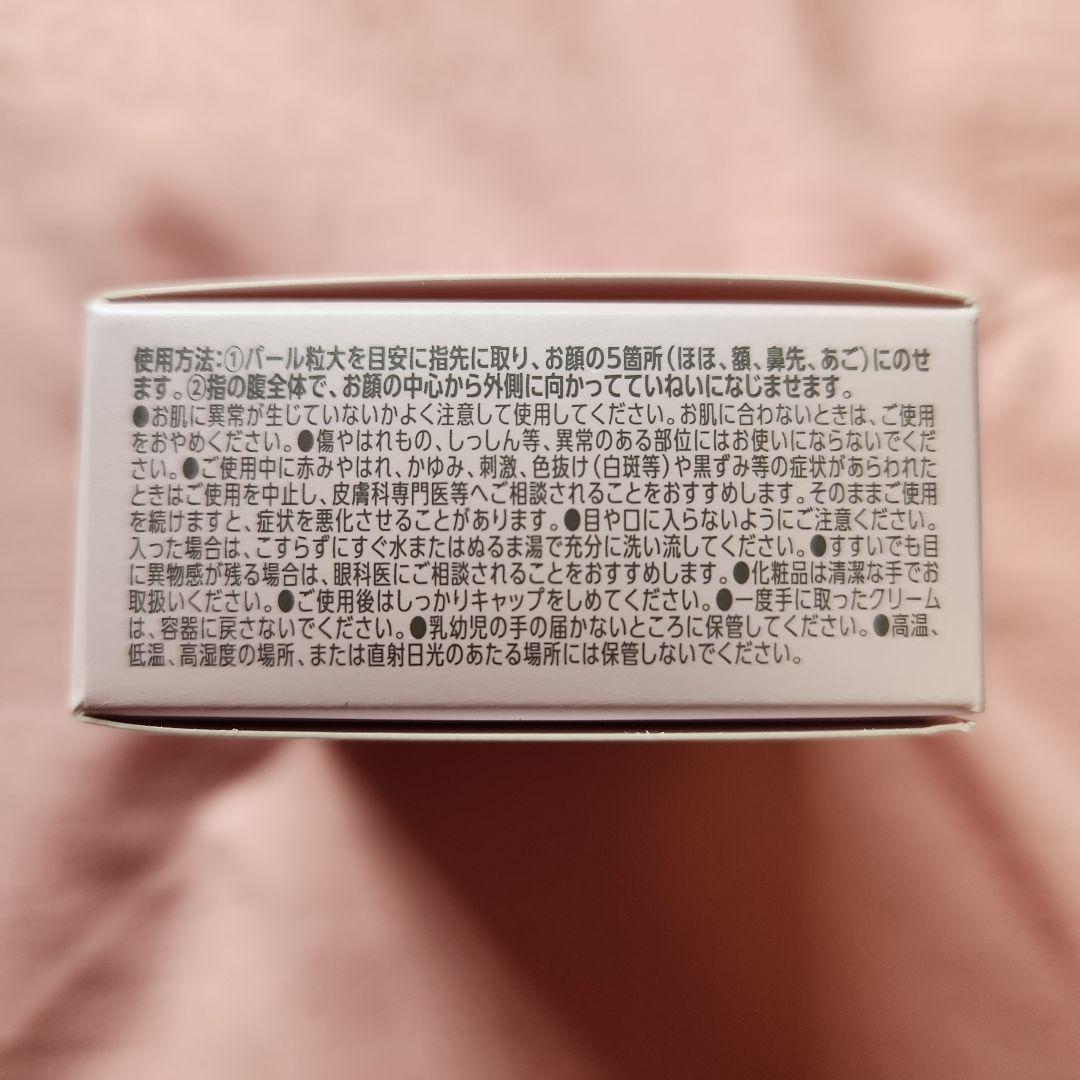 使用方法:①パール粒大を目安に指先に取り、お顔の5箇所(ほほ、額、鼻先、あご)にのせ
ます。②指の腹全体で、お顔の中心から外側に向かってていねいになじませます。
●お肌に異常が生じていないかよく注意して使用してください。お肌に合わないときは、ご使用
をおやめください。●傷やはれもの、しっしん等、異常のある部位にはお使いにならないでくだ
さい。●ご使用中に赤みやはれ、かゆみ、刺激、色抜け(白斑等)や黒ずみ等の症状があらわれた
ときはご使用を中止し、皮膚科専門医等へご相談されることをおすすめします。そのままご使用
を続けますと、症状を悪化させることがあります。●目や口に入らないようにご注意ください。
入った場合は、こすらずにすぐ水またはぬるま湯で充分に洗い流してください。●すすいでも目
に異物感が残る場合は、眼科医にご相談されることをおすすめします。●化粧品は清潔な手でお
取扱いください。●ご使用後はしっかりキャップをしめてください。●一度手に取ったクリーム
は、容器に戻さないでください。●乳幼児の手の届かないところに保管してください。●高温、
低温、高湿度の場所、または直射日光のあたる場所には保管しないでください。